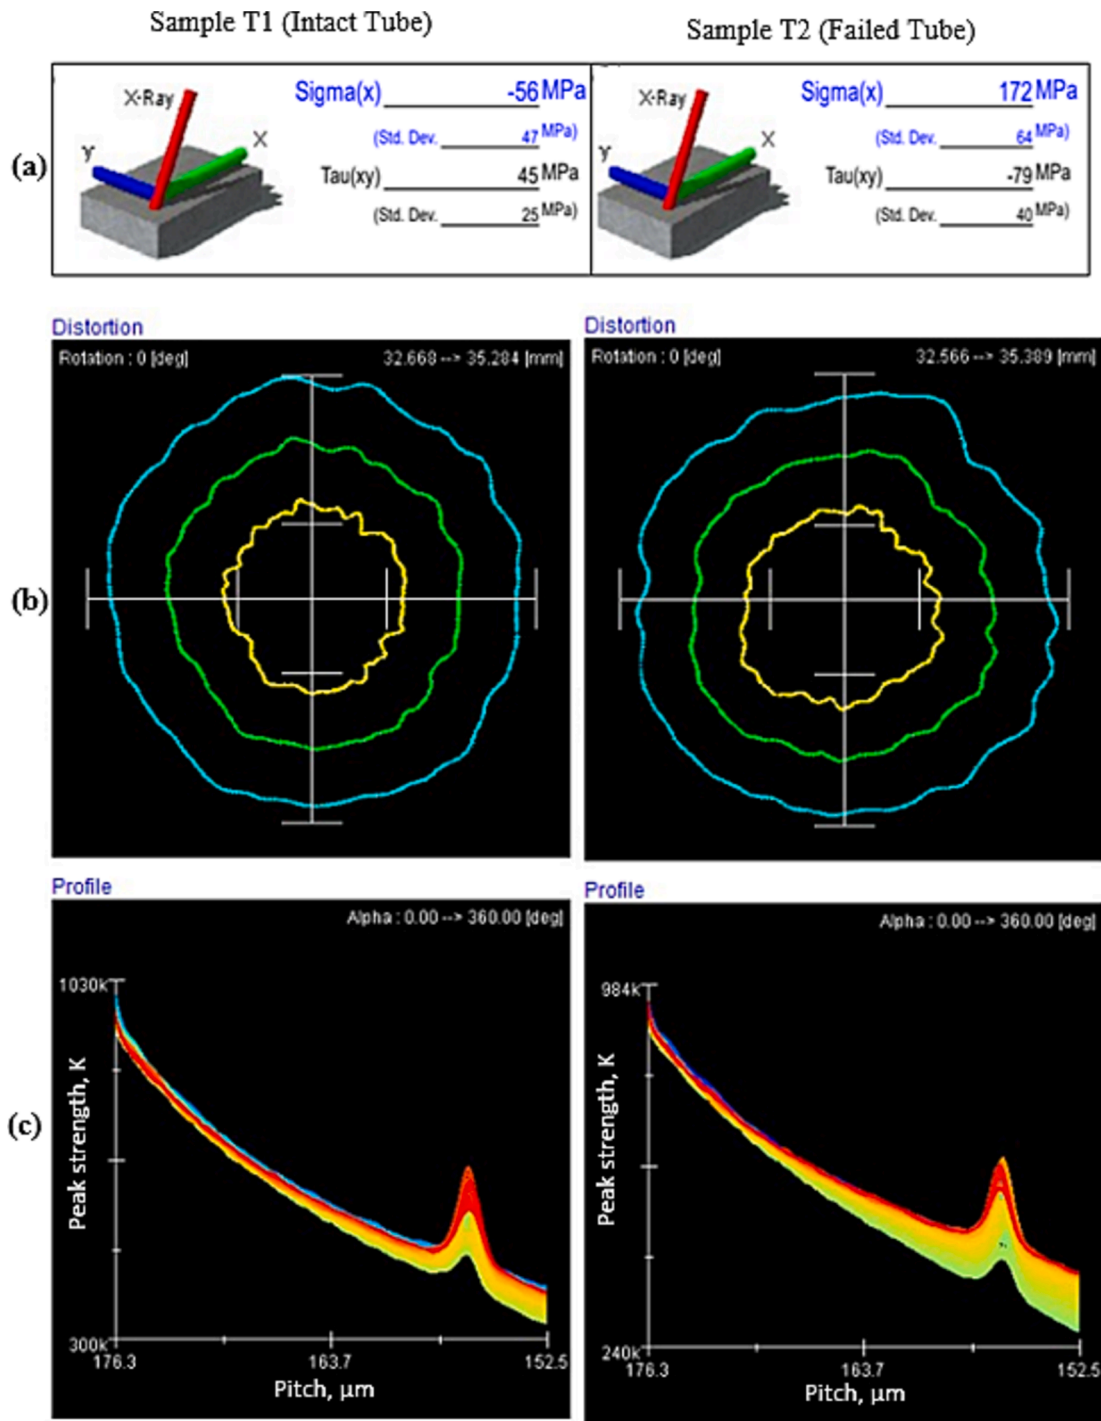 Sample T1 (Intact Tube)
Sample T2 (Failed Tube)
(a)
X-Ray
y
X
Sigma(x) -56 MPa
(Std. Dev. 47 MPa)
Tau(xy) 45 MPa
(Std. Dev. 25 MPa)
X-Ray
y
X
Sigma(x) 172 MPa
(Std. Dev. 64 MPa)
Tau(xy) -79 MPa
(Std. Dev. 40 MPa)
(b)
Distortion
Rotation : 0 [deg] 32.668 --> 35.284 [mm]
Distortion
Rotation : 0 [deg] 32.566 --> 35.389 [mm]
(c)
Profile
Alpha : 0.00 --> 360.00 [deg]
1030k
Peak strength, K
300k
176.3 163.7 152.5
Pitch, μm
Profile
Alpha : 0.00 --> 360.00 [deg]
984k
Peak strength, K
240k
176.3 163.7 152.5
Pitch, μm